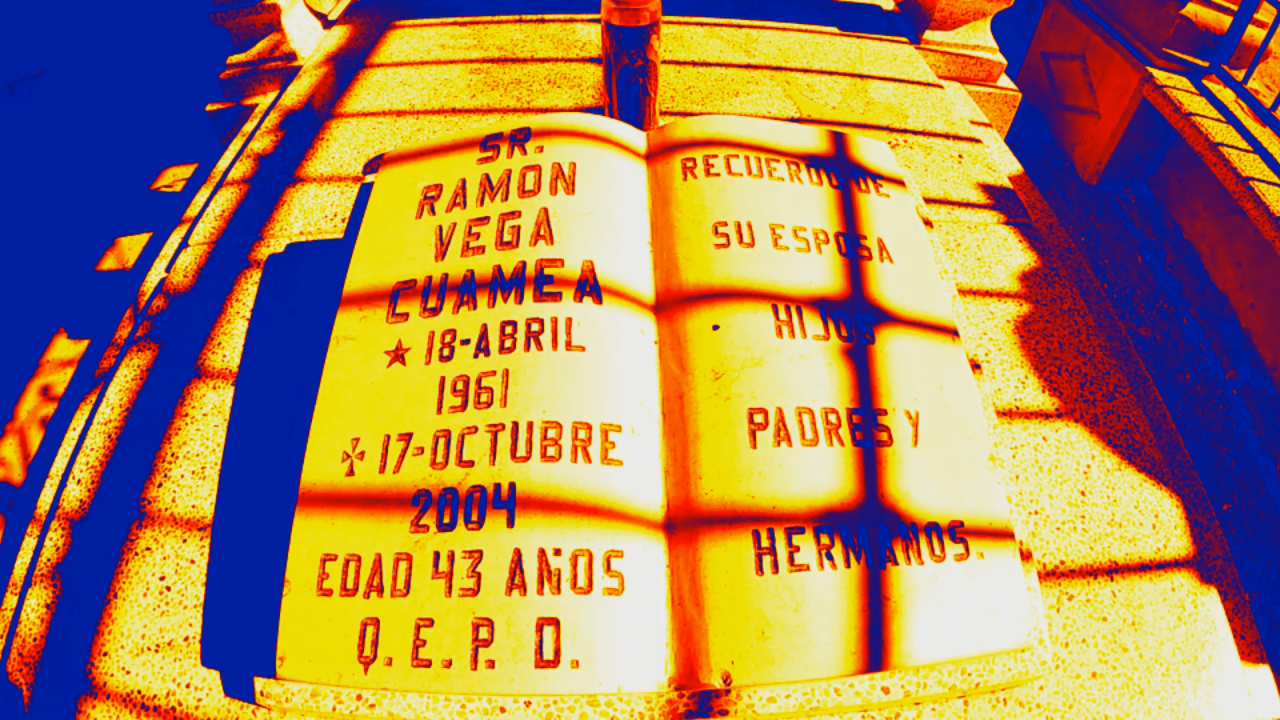 SR.
RAMON
VEGA
CUAMEA
★ 18-ABRIL
1961
✠ 17-OCTUBRE
2004
EDAD 43 AÑOS
Q.E.P.D.
RECUERDO DE
SU ESPOSA
HIJOS
PADRES Y
HERMANOS.